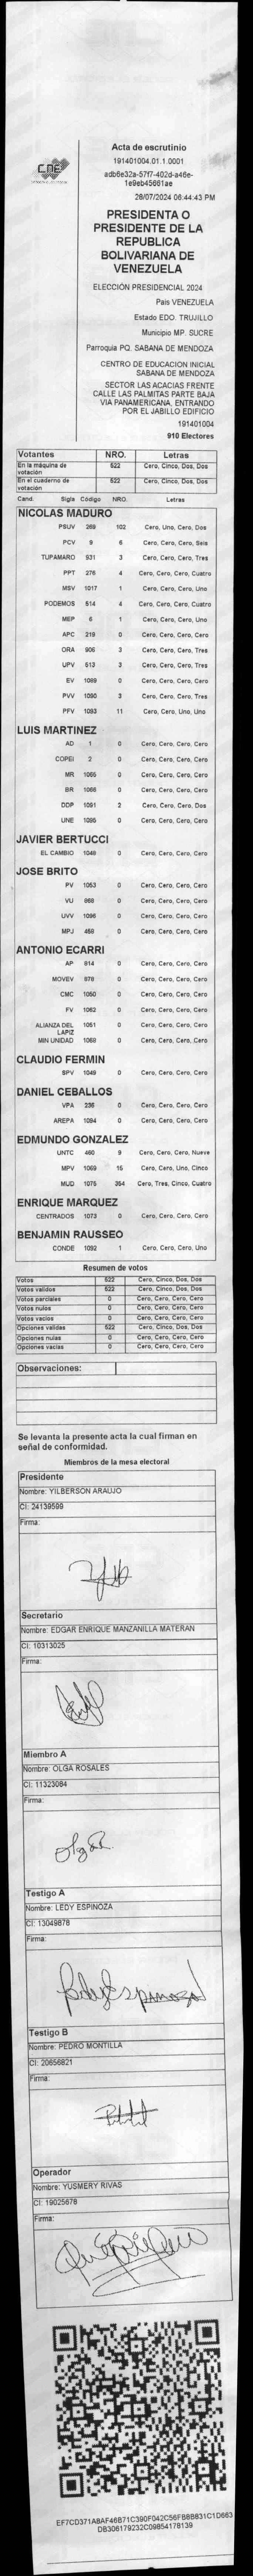 CNE
Acta de escrutinio
191401004.01.1.0001
adb6e32a-57f7-402d-a46e-
1e9eb45661ae
28/07/2024 06:44:43 PM
PRESIDENTA O
PRESIDENTE DE LA
REPUBLICA
BOLIVARIANA DE
VENEZUELA
ELECCIÓN PRESIDENCIAL 2024
Pais VENEZUELA
Estado EDO. TRUJILLO
Municipio MP. SUCRE
Parroquia PQ. SABANA DE MENDOZA
CENTRO DE EDUCACION INICIAL
SABANA DE MENDOZA
SECTOR LAS ACACIAS FRENTE
CALLE LAS PALMITAS PARTE BAJA
VIA PANAMERICANA. ENTRANDO
POR EL JABILLO EDIFICIO
191401004
910 Electores
Votantes NRO. Letras
En la máquina de votación 522 Cero, Cinco, Dos, Dos
En el cuaderno de votación 522 Cero, Cinco, Dos, Dos
Cand. Sigla Código NRO. Letras
NICOLAS MADURO
PSUV 269 102 Cero, Uno, Cero, Dos
PCV 9 6 Cero, Cero, Cero, Seis
TUPAMARO 931 3 Cero, Cero, Cero, Tres
PPT 276 4 Cero, Cero, Cero, Cuatro
MSV 1017 1 Cero, Cero, Cero, Uno
PODEMOS 514 4 Cero, Cero, Cero, Cuatro
MEP 6 1 Cero, Cero, Cero, Uno
APC 219 0 Cero, Cero, Cero, Cero
ORA 906 3 Cero, Cero, Cero, Tres
UPV 513 3 Cero, Cero, Cero, Tres
EV 1089 0 Cero, Cero, Cero, Cero
PVV 1090 3 Cero, Cero, Cero, Tres
PFV 1093 11 Cero, Cero, Uno, Uno
LUIS MARTINEZ
AD 1 0 Cero, Cero, Cero, Cero
COPEI 2 0 Cero, Cero, Cero, Cero
MR 1065 0 Cero, Cero, Cero, Cero
BR 1066 0 Cero, Cero, Cero, Cero
DDP 1091 2 Cero, Cero, Cero, Dos
UNE 1095 0 Cero, Cero, Cero, Cero
JAVIER BERTUCCI
EL CAMBIO 1048 0 Cero, Cero, Cero, Cero
JOSE BRITO
PV 1053 0 Cero, Cero, Cero, Cero
VU 968 0 Cero, Cero, Cero, Cero
UVV 1096 0 Cero, Cero, Cero, Cero
MPJ 459 0 Cero, Cero, Cero, Cero
ANTONIO ECARRI
AP 814 0 Cero, Cero, Cero, Cero
MOVEV 978 0 Cero, Cero, Cero, Cero
CMC 1050 0 Cero, Cero, Cero, Cero
FV 1062 0 Cero, Cero, Cero, Cero
ALIANZA DEL LAPIZ 1051 0 Cero, Cero, Cero, Cero
MIN UNIDAD 1069 0 Cero, Cero, Cero, Cero
CLAUDIO FERMIN
SPV 1049 0 Cero, Cero, Cero, Cero
DANIEL CEBALLOS
VPA 236 0 Cero, Cero, Cero, Cero
AREPA 1094 0 Cero, Cero, Cero, Cero
EDMUNDO GONZALEZ
UNTC 460 9 Cero, Cero, Cero, Nueve
MPV 1069 15 Cero, Cero, Uno, Cinco
MUD 1075 354 Cero, Tres, Cinco, Cuatro
ENRIQUE MARQUEZ
CENTRADOS 1073 0 Cero, Cero, Cero, Cero
BENJAMIN RAUSSEO
CONDE 1092 1 Cero, Cero, Cero, Uno
Resumen de votos
Votos 522 Cero, Cinco, Dos, Dos
Votos validos 522 Cero, Cinco, Dos, Dos
Votos parciales 0 Cero, Cero, Cero, Cero
Votos nulos 0 Cero, Cero, Cero, Cero
Votos vacios 0 Cero, Cero, Cero, Cero
Opciones validas 522 Cero, Cinco, Dos, Dos
Opciones nulas 0 Cero, Cero, Cero, Cero
Opciones vacias 0 Cero, Cero, Cero, Cero
Observaciones:
Se levanta la presente acta la cual firman en
señal de conformidad.
Miembros de la mesa electoral
Presidente
Nombre: YILBERSON ARAUJO
CI: 24139599
Firma:
Secretario
Nombre: EDGAR ENRIQUE MANZANILLA MATERAN
CI: 10313025
Firma:
Miembro A
Nombre: OLGA ROSALES
CI: 11323084
Firma:
Olga R.
Testigo A
Nombre: LEDY ESPINOZA
CI: 13049878
Firma:
Ledy Espinoza
Testigo B
Nombre: PEDRO MONTILLA
CI: 20656821
Firma:
Operador
Nombre: YUSMERY RIVAS
CI: 19025678
Firma:
EF7CD371A8AF46B71C390F042C56FBBB831C1D663
DB306179232C09854178139